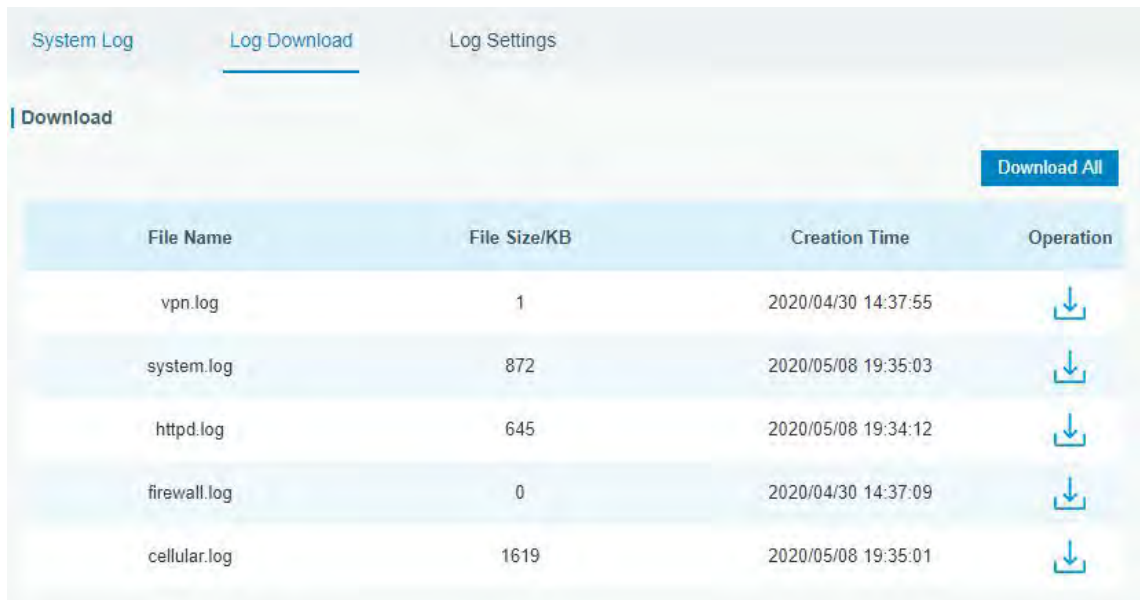 System Log Log Download Log Settings
Download
Download All
File Name File Size/KB Creation Time Operation
vpn.log 1 2020/04/30 14:37:55
system.log 872 2020/05/08 19:35:03
httpd.log 645 2020/05/08 19:34:12
firewall.log 0 2020/04/30 14:37:09
cellular.log 1619 2020/05/08 19:35:01